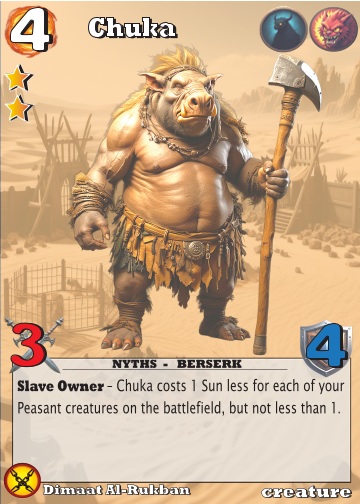 4 Chuka
3 4
NYTHS - BERSERK
Slave Owner - Chuka costs 1 Sun less for each of your
Peasant creatures on the battlefield, but not less than 1.
Dimaat Al-Rukban creature